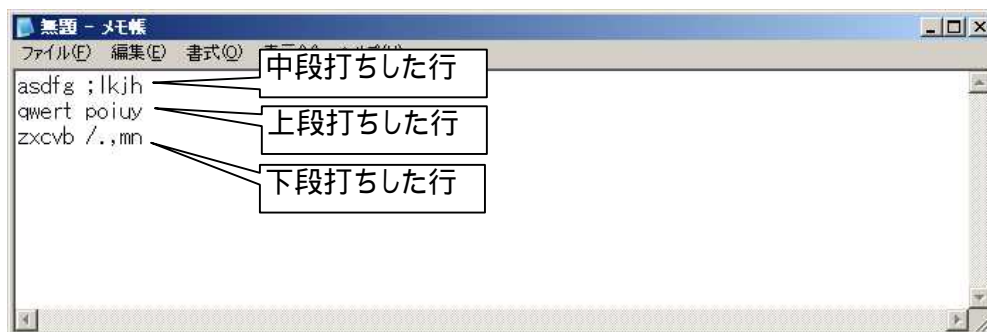 無題 - メモ帳
ファイル(F) 編集(E) 書式(O)
asdfg ;lkjh
qwert poiuy
zxcvb /.,mn
中段打ちした行
上段打ちした行
下段打ちした行